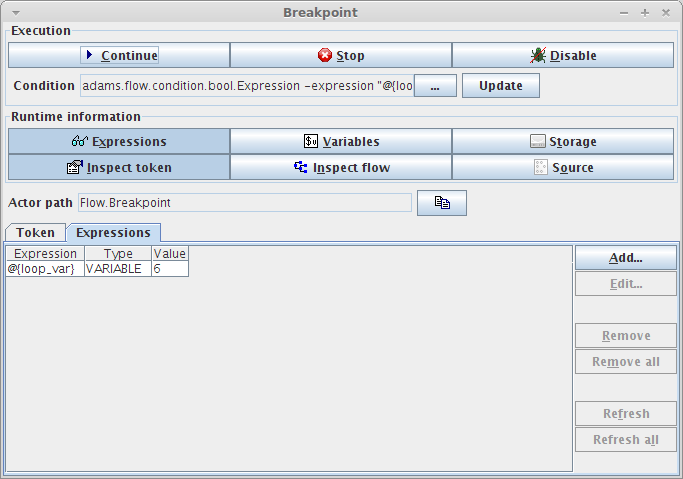 Breakpoint
Execution
Continue Stop Disable
Condition adams.flow.condition.bool.Expression -expression "@{loo ... Update
Runtime information
Expressions Variables Storage
Inspect token Inspect flow Source
Actor path Flow.Breakpoint
Token Expressions
Expression Type Value
@{loop_var} VARIABLE 6
Add...
Edit...
Remove
Remove all
Refresh
Refresh all